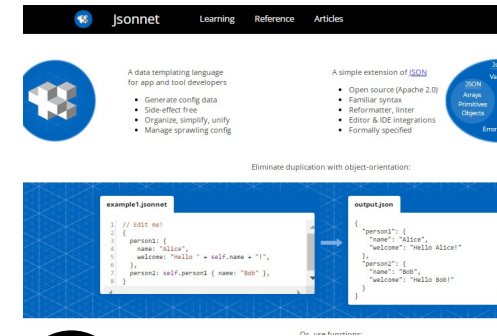 Jsonnet
Learning Reference Articles
A data templating language
for app and tool developers
Generate config data
Side-effect free
Organize, simplify, unify
Manage sprawling config
A simple extension of JSON
Open source (Apache 2.0)
Familiar syntax
Reformatter, linter
Editor & IDE integrations
Formally specified
JSON
Arrays
Primitives
Objects
Eliminate duplication with object-orientation:
example1.jsonnet
1 // Edit me!
2 {
3 person1: {
4 name: "Alice",
5 welcome: "Hello " + self.name + "!",
6 },
7 person2: self.person1 { name: "Bob" },
8 }
output.json
{
"person1": {
"name": "Alice",
"welcome": "Hello Alice!"
},
"person2": {
"name": "Bob",
"welcome": "Hello Bob!"
}
}
Or, use functions: